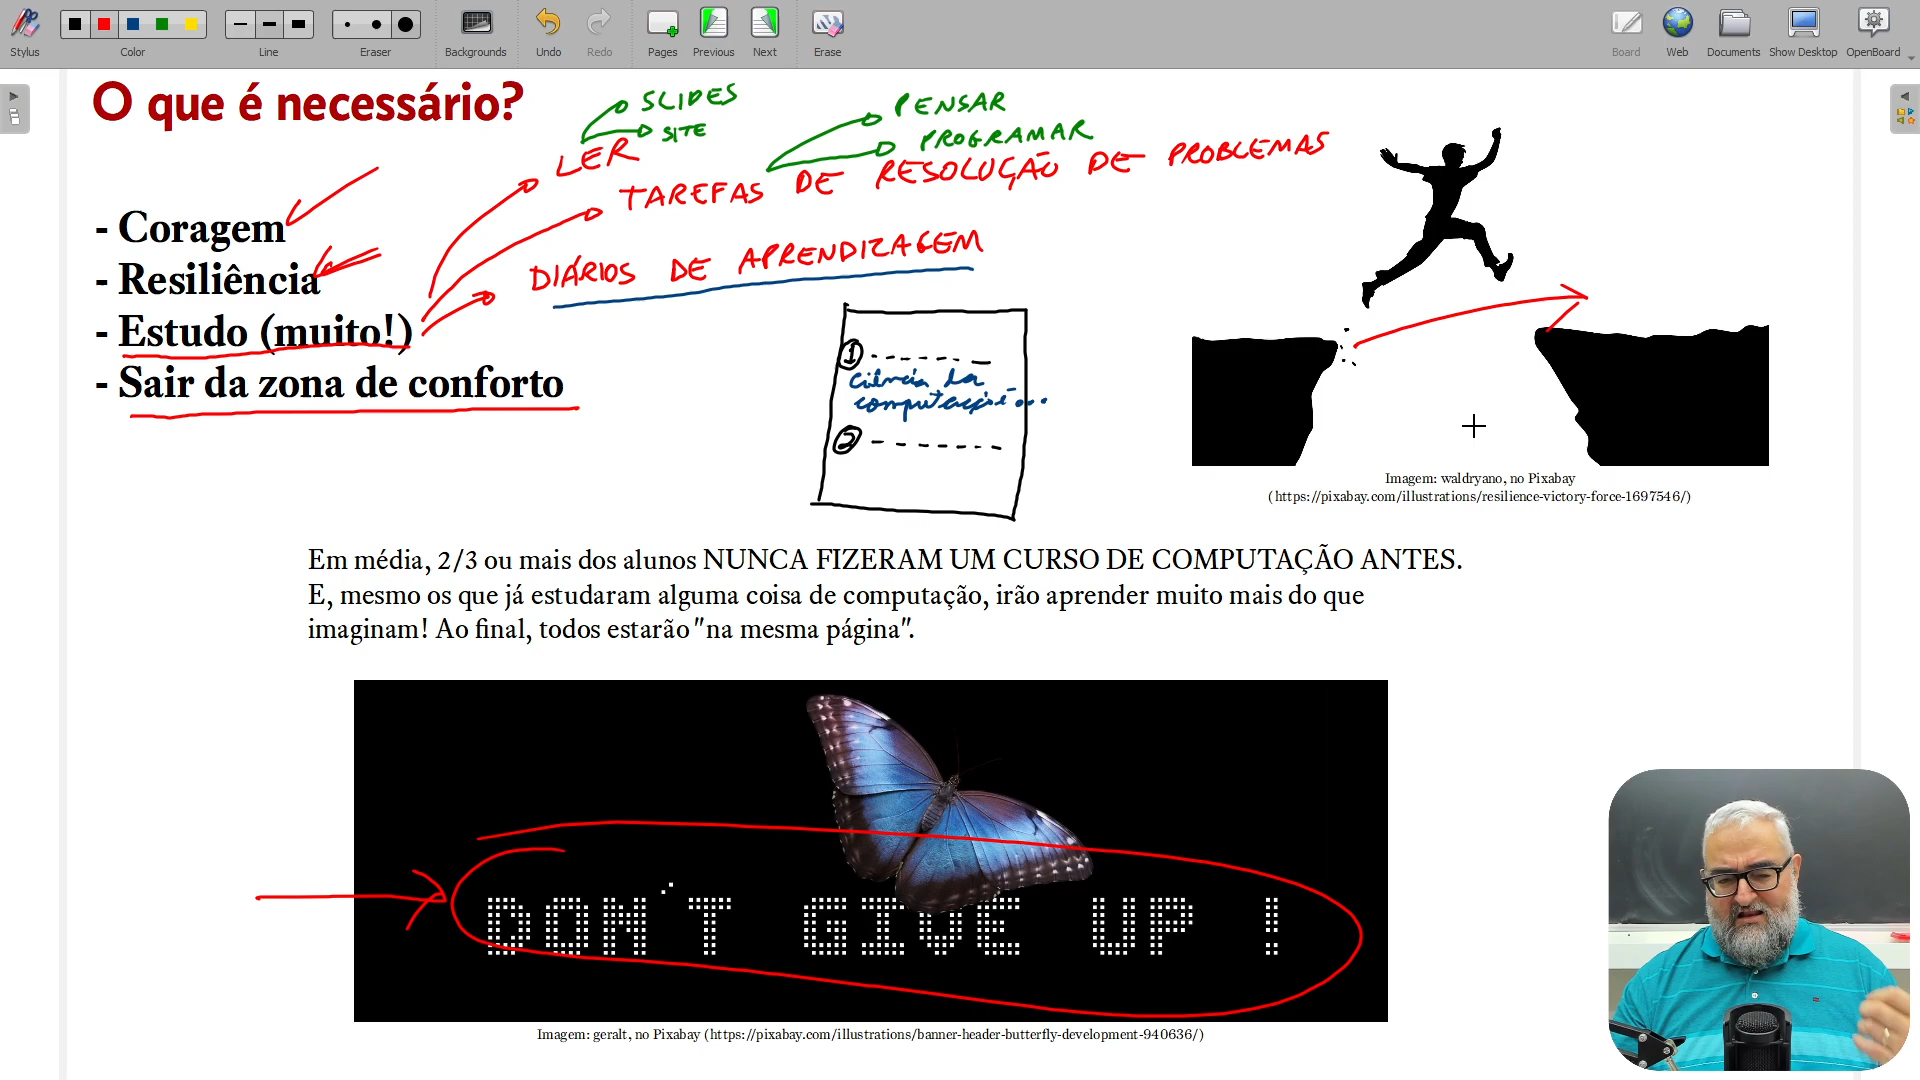 Stylus
Color
Line
Eraser
Backgrounds
Undo
Redo
Pages
Previous
Next
Erase
Board
Web
Documents
Show Desktop
OpenBoard
O que é necessário?
SLIDES
SITE
PENSAR
PROGRAMAR
LER
TAREFAS DE RESOLUÇÃO DE PROBLEMAS
DIÁRIOS DE APRENDIZAGEM
- Coragem
- Resiliência
- Estudo (muito!)
- Sair da zona de conforto
1
Ciência da
computação...
2
Imagem: waldryano, no Pixabay
(https://pixabay.com/illustrations/resilience-victory-force-1697546/)
Em média, 2/3 ou mais dos alunos NUNCA FIZERAM UM CURSO DE COMPUTAÇÃO ANTES.
E, mesmo os que já estudaram alguma coisa de computação, irão aprender muito mais do que
imaginam! Ao final, todos estarão "na mesma página".
DON'T GIVE UP !
Imagem: geralt, no Pixabay (https://pixabay.com/illustrations/banner-header-butterfly-development-940636/)